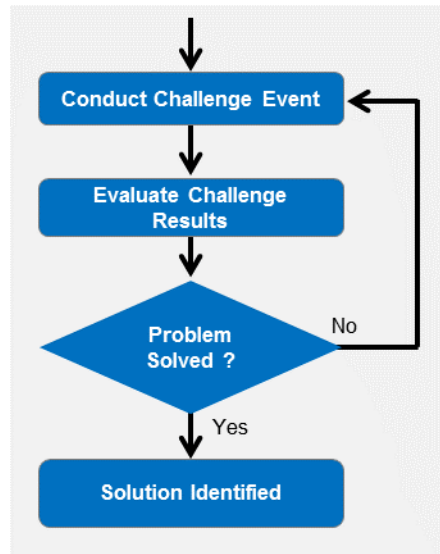 Conduct Challenge Event
Evaluate Challenge
Results
Problem
Solved ?
No
Yes
Solution Identified